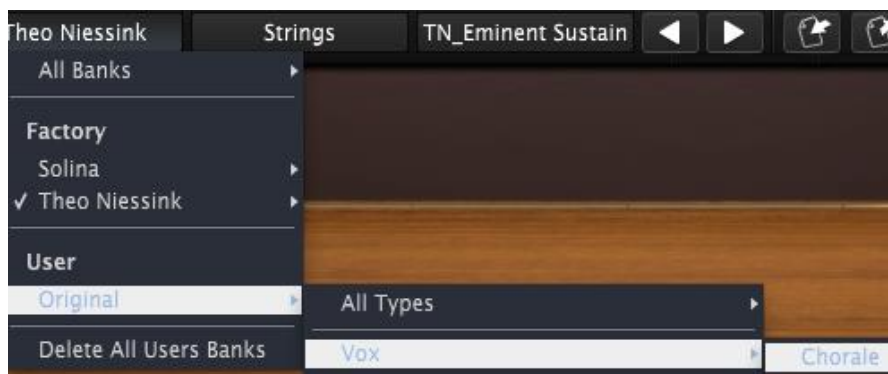 Theo Niessink Strings TN_Eminent Sustain
All Banks
Factory
Solina
✓ Theo Niessink
User
Original All Types
Delete All Users Banks Vox Chorale